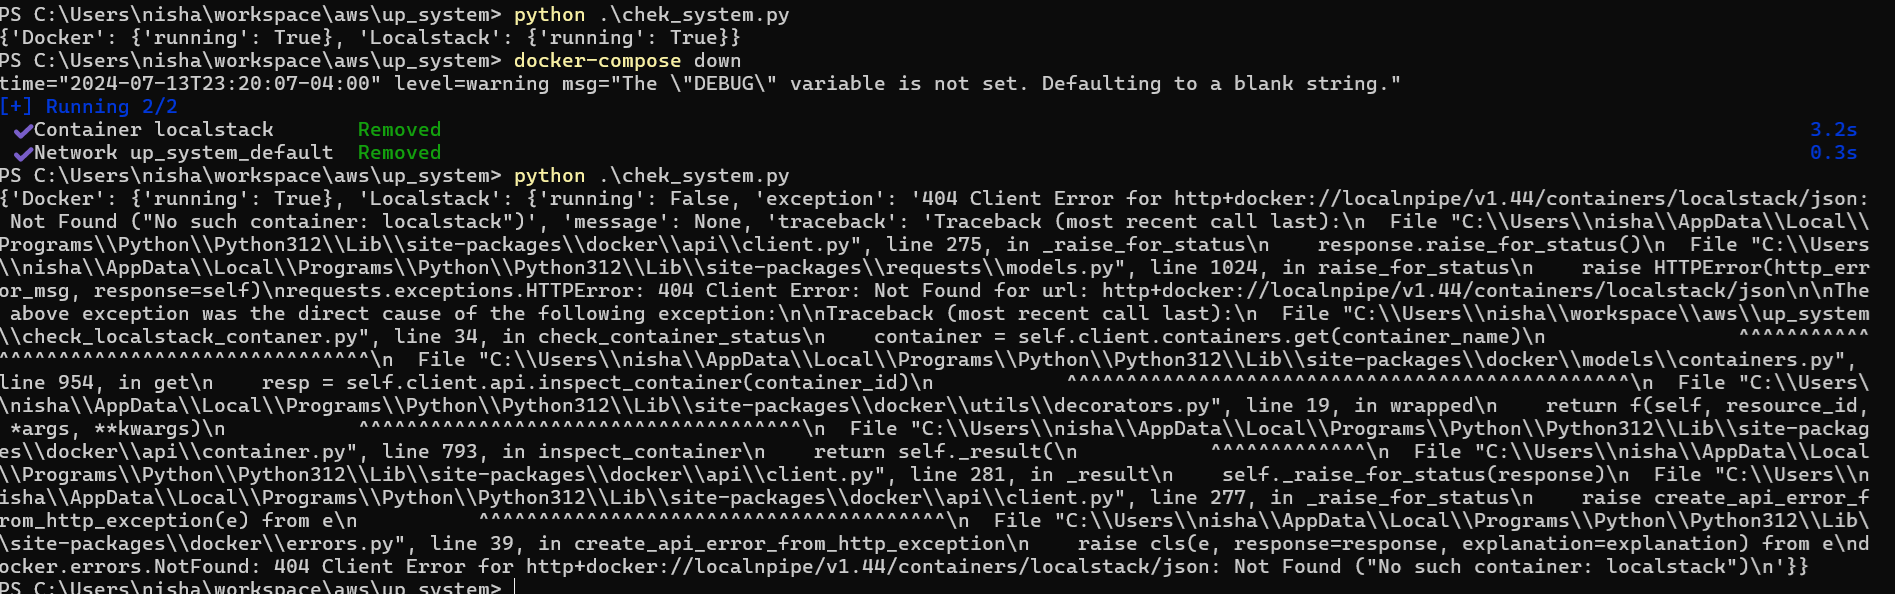 PS C:\Users\nisha\workspace\aws\up_system> python .\chek_system.py
{'Docker': {'running': True}, 'Localstack': {'running': True}}
PS C:\Users\nisha\workspace\aws\up_system> docker-compose down
time="2024-07-13T23:20:07-04:00" level=warning msg="The \"DEBUG\" variable is not set. Defaulting to a blank string."
[+] Running 2/2
✔Container localstack       Removed 3.2s
✔Network up_system_default  Removed 0.3s
PS C:\Users\nisha\workspace\aws\up_system> python .\chek_system.py
{'Docker': {'running': True}, 'Localstack': {'running': False, 'exception': '404 Client Error for http+docker://localnpipe/v1.44/containers/localstack/json:
 Not Found ("No such container: localstack")', 'message': None, 'traceback': 'Traceback (most recent call last):\n  File "C:\\Users\\nisha\\AppData\\Local\\
Programs\\Python\\Python312\\Lib\\site-packages\\docker\\api\\client.py", line 275, in _raise_for_status\n    response.raise_for_status()\n  File "C:\\Users
\\nisha\\AppData\\Local\\Programs\\Python\\Python312\\Lib\\site-packages\\requests\\models.py", line 1024, in raise_for_status\n    raise HTTPError(http_err
or_msg, response=self)\nrequests.exceptions.HTTPError: 404 Client Error: Not Found for url: http+docker://localnpipe/v1.44/containers/localstack/json\n\nThe
 above exception was the direct cause of the following exception:\n\nTraceback (most recent call last):\n  File "C:\\Users\\nisha\\workspace\\aws\\up_system
\\check_localstack_contaner.py", line 34, in check_container_status\n    container = self.client.containers.get(container_name)\n                ^^^^^^^^^^^
^^^^^^^^^^^^^^^^^^^^^^^^^^^^^^^\n  File "C:\\Users\\nisha\\AppData\\Local\\Programs\\Python\\Python312\\Lib\\site-packages\\docker\\models\\containers.py",
line 954, in get\n    resp = self.client.api.inspect_container(container_id)\n           ^^^^^^^^^^^^^^^^^^^^^^^^^^^^^^^^^^^^^^^^^^^^^^^\n  File "C:\\Users\
\nisha\\AppData\\Local\\Programs\\Python\\Python312\\Lib\\site-packages\\docker\\utils\\decorators.py", line 19, in wrapped\n    return f(self, resource_id,
 *args, **kwargs)\n           ^^^^^^^^^^^^^^^^^^^^^^^^^^^^^^^^^^^^^\n  File "C:\\Users\\nisha\\AppData\\Local\\Programs\\Python\\Python312\\Lib\\site-packag
es\\docker\\api\\container.py", line 793, in inspect_container\n    return self._result(\n           ^^^^^^^^^^^^^\n  File "C:\\Users\\nisha\\AppData\\Local
\\Programs\\Python\\Python312\\Lib\\site-packages\\docker\\api\\client.py", line 281, in _result\n    self._raise_for_status(response)\n  File "C:\\Users\\n
isha\\AppData\\Local\\Programs\\Python\\Python312\\Lib\\site-packages\\docker\\api\\client.py", line 277, in _raise_for_status\n    raise create_api_error_f
rom_http_exception(e) from e\n          ^^^^^^^^^^^^^^^^^^^^^^^^^^^^^^^^^^^^^^^\n  File "C:\\Users\\nisha\\AppData\\Local\\Programs\\Python\\Python312\\Lib\
\site-packages\\docker\\errors.py", line 39, in create_api_error_from_http_exception\n    raise cls(e, response=response, explanation=explanation) from e\nd
ocker.errors.NotFound: 404 Client Error for http+docker://localnpipe/v1.44/containers/localstack/json: Not Found ("No such container: localstack")\n'}}
PS C:\Users\nisha\workspace\aws\up_system>